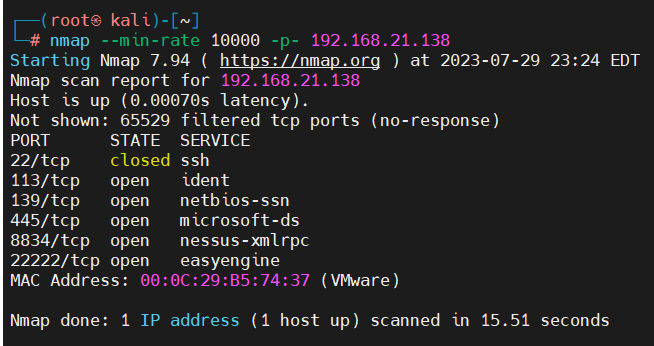 ┌──(root㉿ kali)-[~]
└─# nmap --min-rate 10000 -p- 192.168.21.138
Starting Nmap 7.94 ( https://nmap.org ) at 2023-07-29 23:24 EDT
Nmap scan report for 192.168.21.138
Host is up (0.00070s latency).
Not shown: 65529 filtered tcp ports (no-response)
PORT      STATE  SERVICE
22/tcp    closed ssh
113/tcp   open   ident
139/tcp   open   netbios-ssn
445/tcp   open   microsoft-ds
8834/tcp  open   nessus-xmlrpc
22222/tcp open   easyengine
MAC Address: 00:0C:29:B5:74:37 (VMware)
Nmap done: 1 IP address (1 host up) scanned in 15.51 seconds